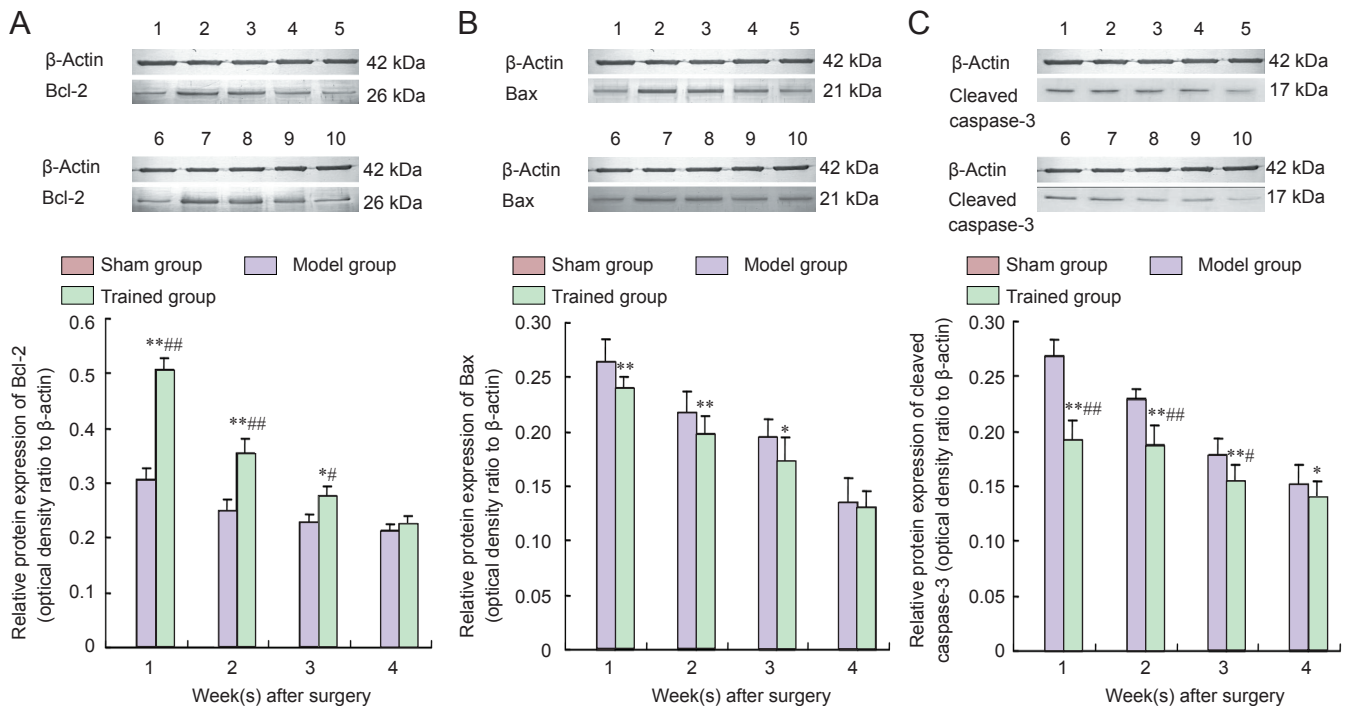 A
1 2 3 4 5
β-Actin 42 kDa
Bcl-2 26 kDa
6 7 8 9 10
β-Actin 42 kDa
Bcl-2 26 kDa
Sham group Model group
Trained group
Relative protein expression of Bcl-2
(optical density ratio to β-actin)
0.6
0.5
0.4
0.3
0.2
0.1
0
**##
**##
*#
1 2 3 4
Week(s) after surgery
B
1 2 3 4 5
β-Actin 42 kDa
Bax 21 kDa
6 7 8 9 10
β-Actin 42 kDa
Bax 21 kDa
Sham group Model group
Trained group
Relative protein expression of Bax
(optical density ratio to β-actin)
0.30
0.25
0.20
0.15
0.10
0.05
0
**
**
*
1 2 3 4
Week(s) after surgery
C
1 2 3 4 5
β-Actin 42 kDa
Cleaved 17 kDa
caspase-3
6 7 8 9 10
β-Actin 42 kDa
Cleaved 17 kDa
caspase-3
Sham group Model group
Trained group
Relative protein expression of cleaved
caspase-3 (optical density ratio to β-actin)
0.30
0.25
0.20
0.15
0.10
0.05
0
**##
**##
**#
*
1 2 3 4
Week(s) after surgery